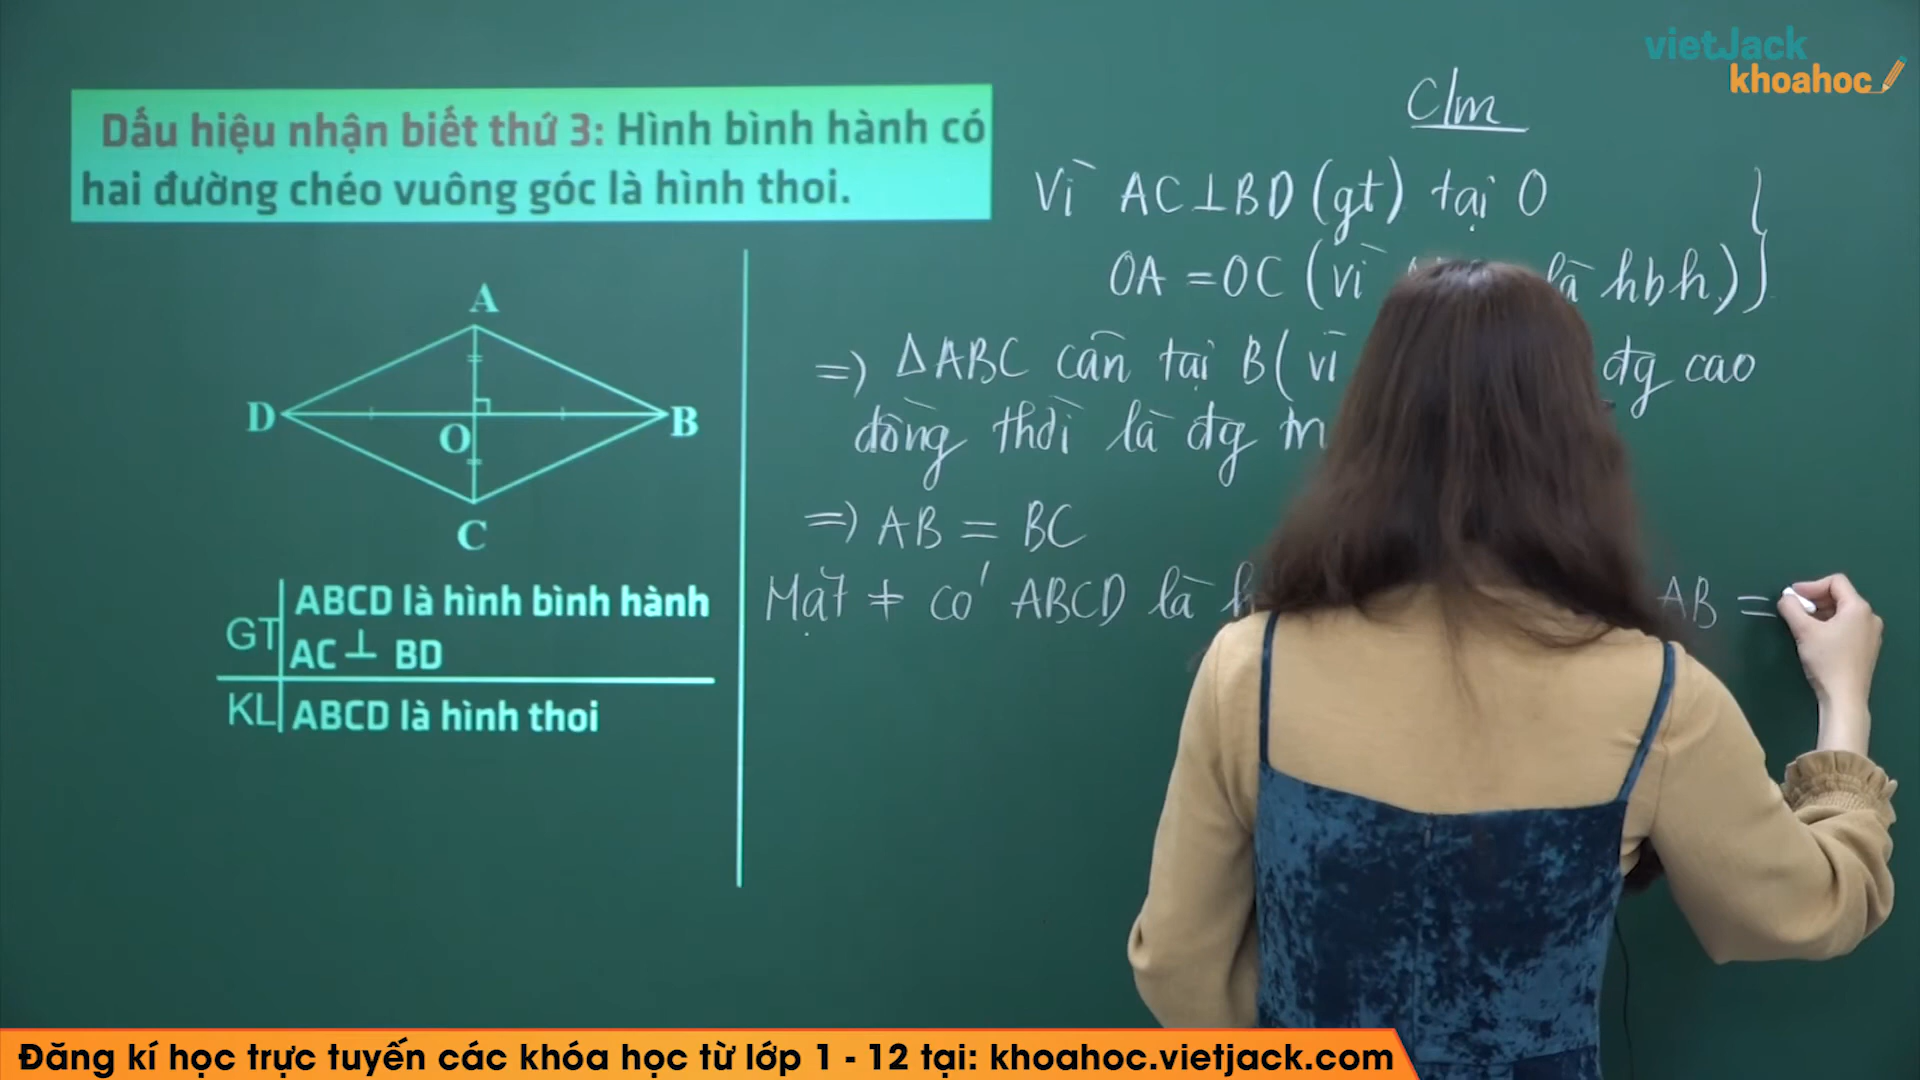 vietJack
khoahoc
Dấu hiệu nhận biết thứ 3: Hình bình hành có
hai đường chéo vuông góc là hình thoi.
A
D
B
O
C
GT
ABCD là hình bình hành
AC ⊥ BD
KL
ABCD là hình thoi
C/m
Vì AC ⊥ BD (gt) tại O
OA = OC (vì là hbh)
=) ΔABC cân tại B (vì đg cao
đồng thời là đg
=) AB = BC
Mặt ≠ có ABCD là AB =
Đăng kí học trực tuyến các khóa học từ lớp 1 - 12 tại: khoahoc.vietjack.com